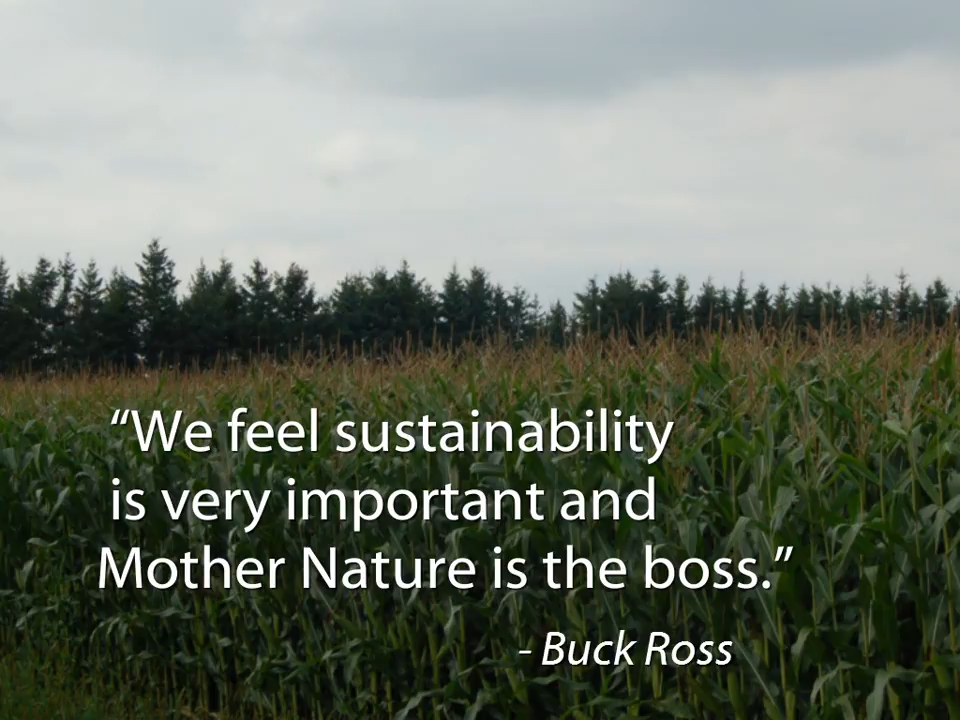 “We feel sustainability
is very important and
Mother Nature is the boss.”
- Buck Ross